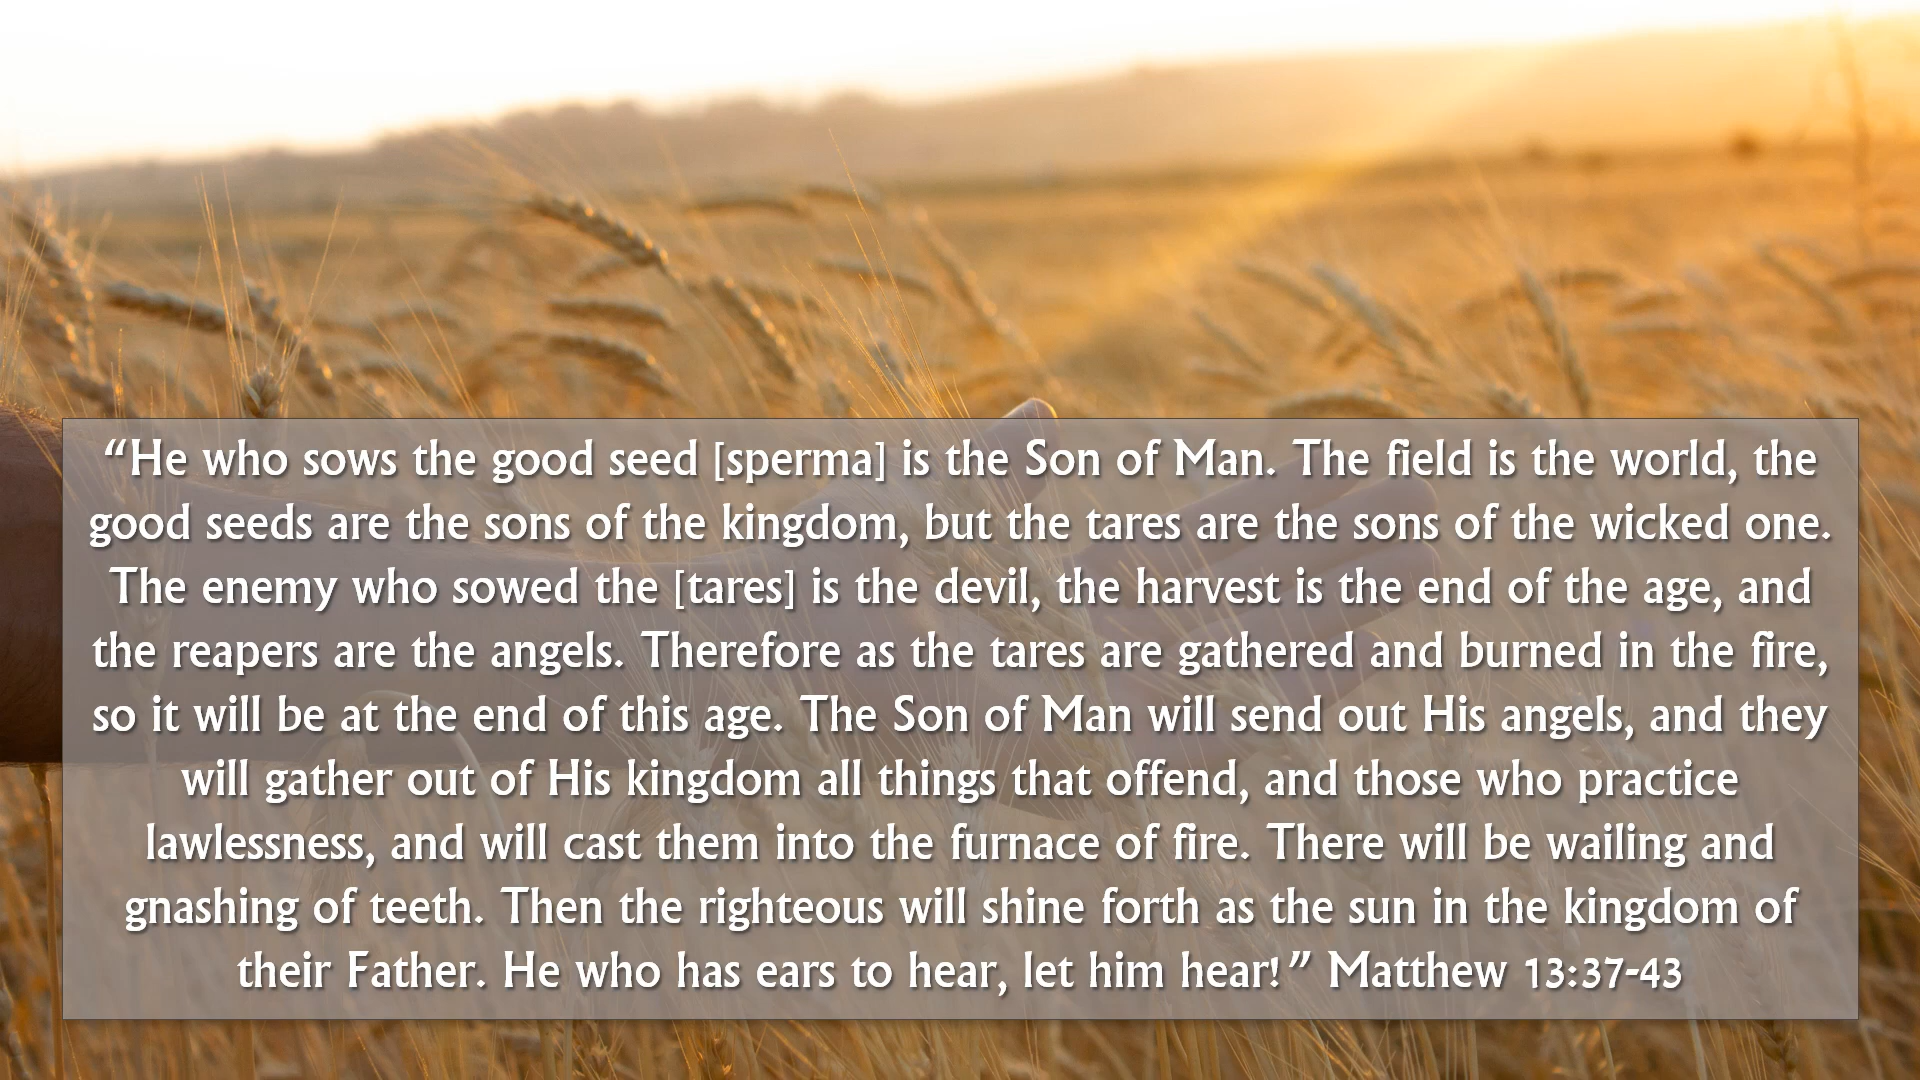 “He who sows the good seed [sperma] is the Son of Man. The field is the world, the
good seeds are the sons of the kingdom, but the tares are the sons of the wicked one.
The enemy who sowed the [tares] is the devil, the harvest is the end of the age, and
the reapers are the angels. Therefore as the tares are gathered and burned in the fire,
so it will be at the end of this age. The Son of Man will send out His angels, and they
will gather out of His kingdom all things that offend, and those who practice
lawlessness, and will cast them into the furnace of fire. There will be wailing and
gnashing of teeth. Then the righteous will shine forth as the sun in the kingdom of
their Father. He who has ears to hear, let him hear!” Matthew 13:37-43